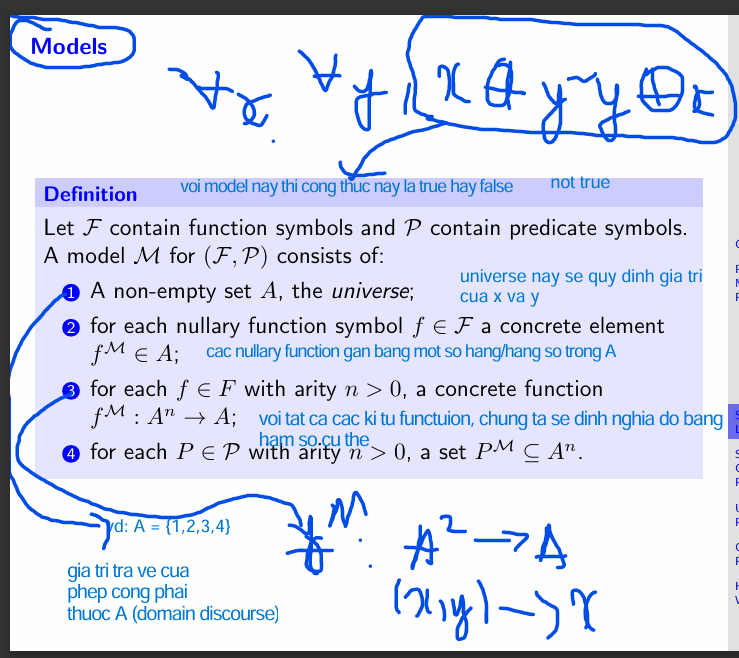 Models
∀x ∀y x ⊕ y ~ y ⊕ x
voi model nay thi cong thuc nay la true hay false
not true
Definition
Let F contain function symbols and P contain predicate symbols.
A model M for (F, P) consists of:
1 A non-empty set A, the universe;
universe nay se quy dinh gia tri
cua x va y
2 for each nullary function symbol f ∈ F a concrete element
f^M ∈ A;
cac nullary function gan bang mot so hang/hang so trong A
3 for each f ∈ F with arity n > 0, a concrete function
f^M : A^n → A;
voi tat ca cac ki tu functuion, chung ta se dinh nghia do bang
ham so cu the
4 for each P ∈ P with arity n > 0, a set P^M ⊆ A^n.
vd: A = {1,2,3,4}
gia tri tra ve cua
phep cong phai
thuoc A (domain discourse)
M : A² → A
(x, y) → x